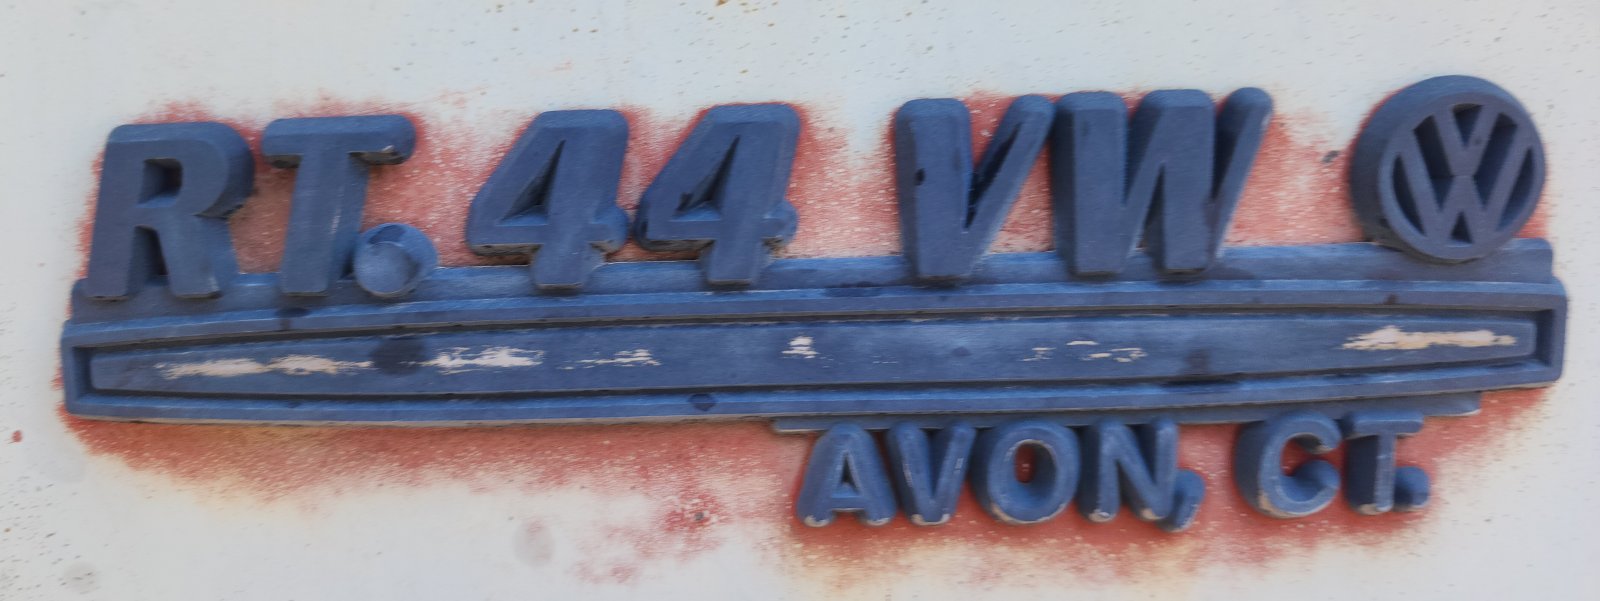 RT. 44 VW
AVON, CT.